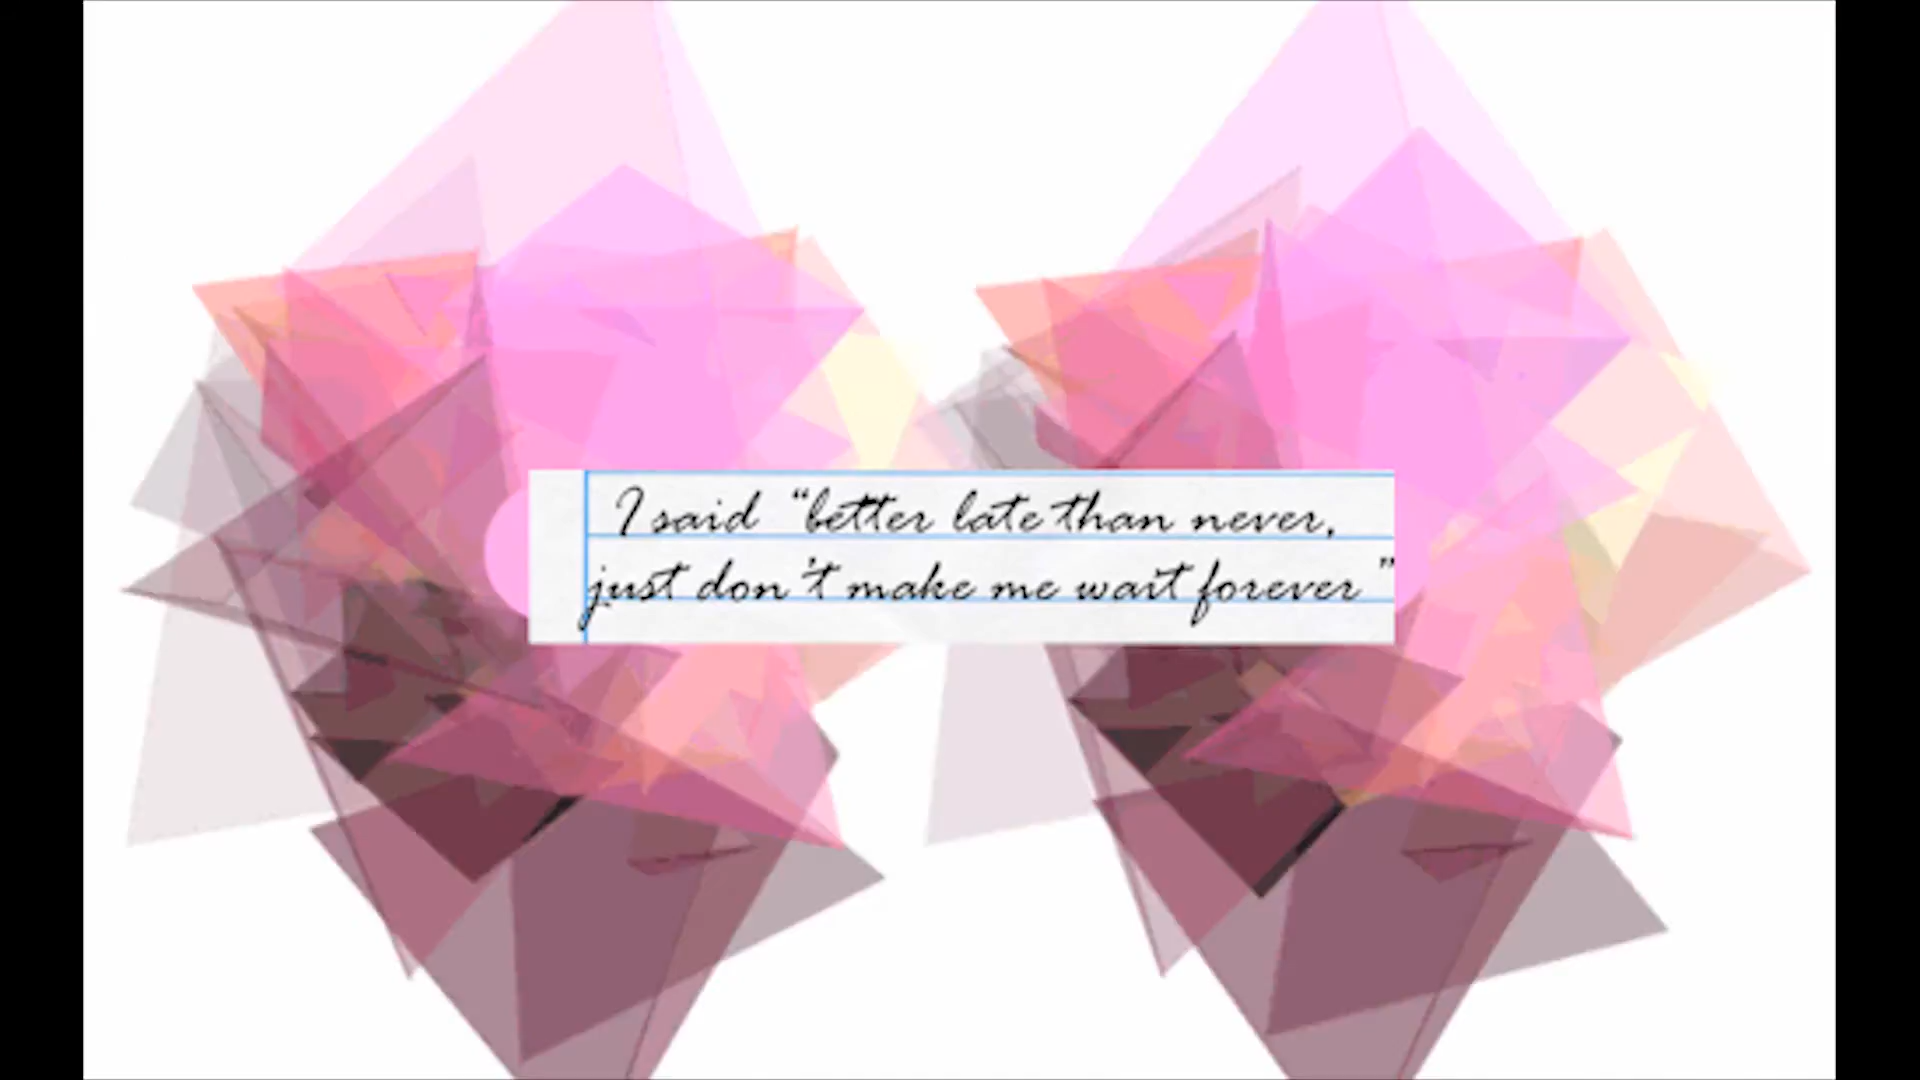 I said “better late than never,
just don't make me wait forever”